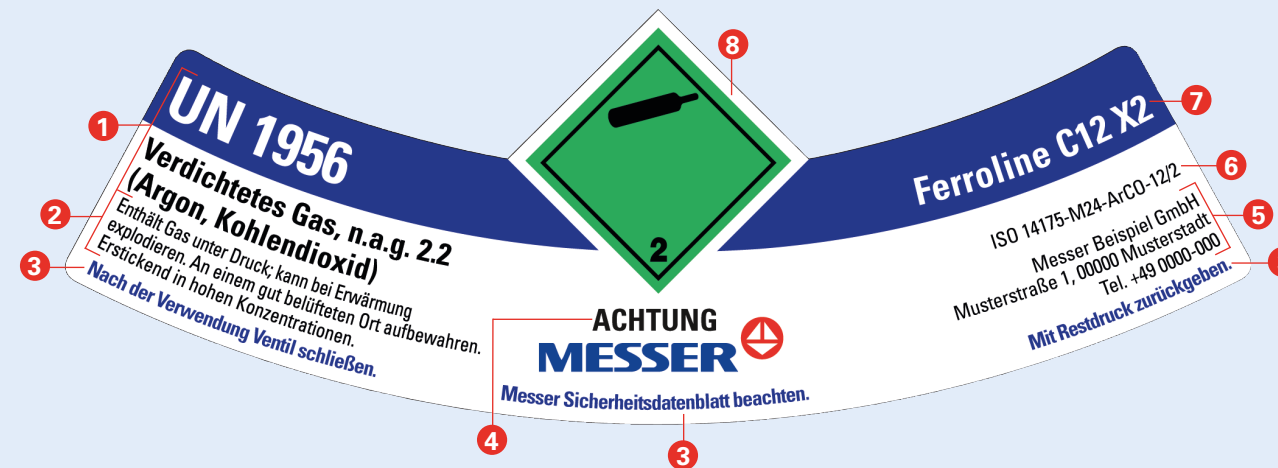 1
UN 1956
Verdichtetes Gas, n.a.g. 2.2
(Argon, Kohlendioxid)
2
Enthält Gas unter Druck; kann bei Erwärmung
explodieren. An einem gut belüfteten Ort aufbewahren.
Erstickend in hohen Konzentrationen.
3
Nach der Verwendung Ventil schließen.
8
2
4
ACHTUNG
MESSER
Messer Sicherheitsdatenblatt beachten.
3
7
Ferroline C12 X2
6
ISO 14175-M24-ArCO-12/2
5
Messer Beispiel GmbH
Musterstraße 1, 00000 Musterstadt
Tel. +49 0000-000
Mit Restdruck zurückgeben.